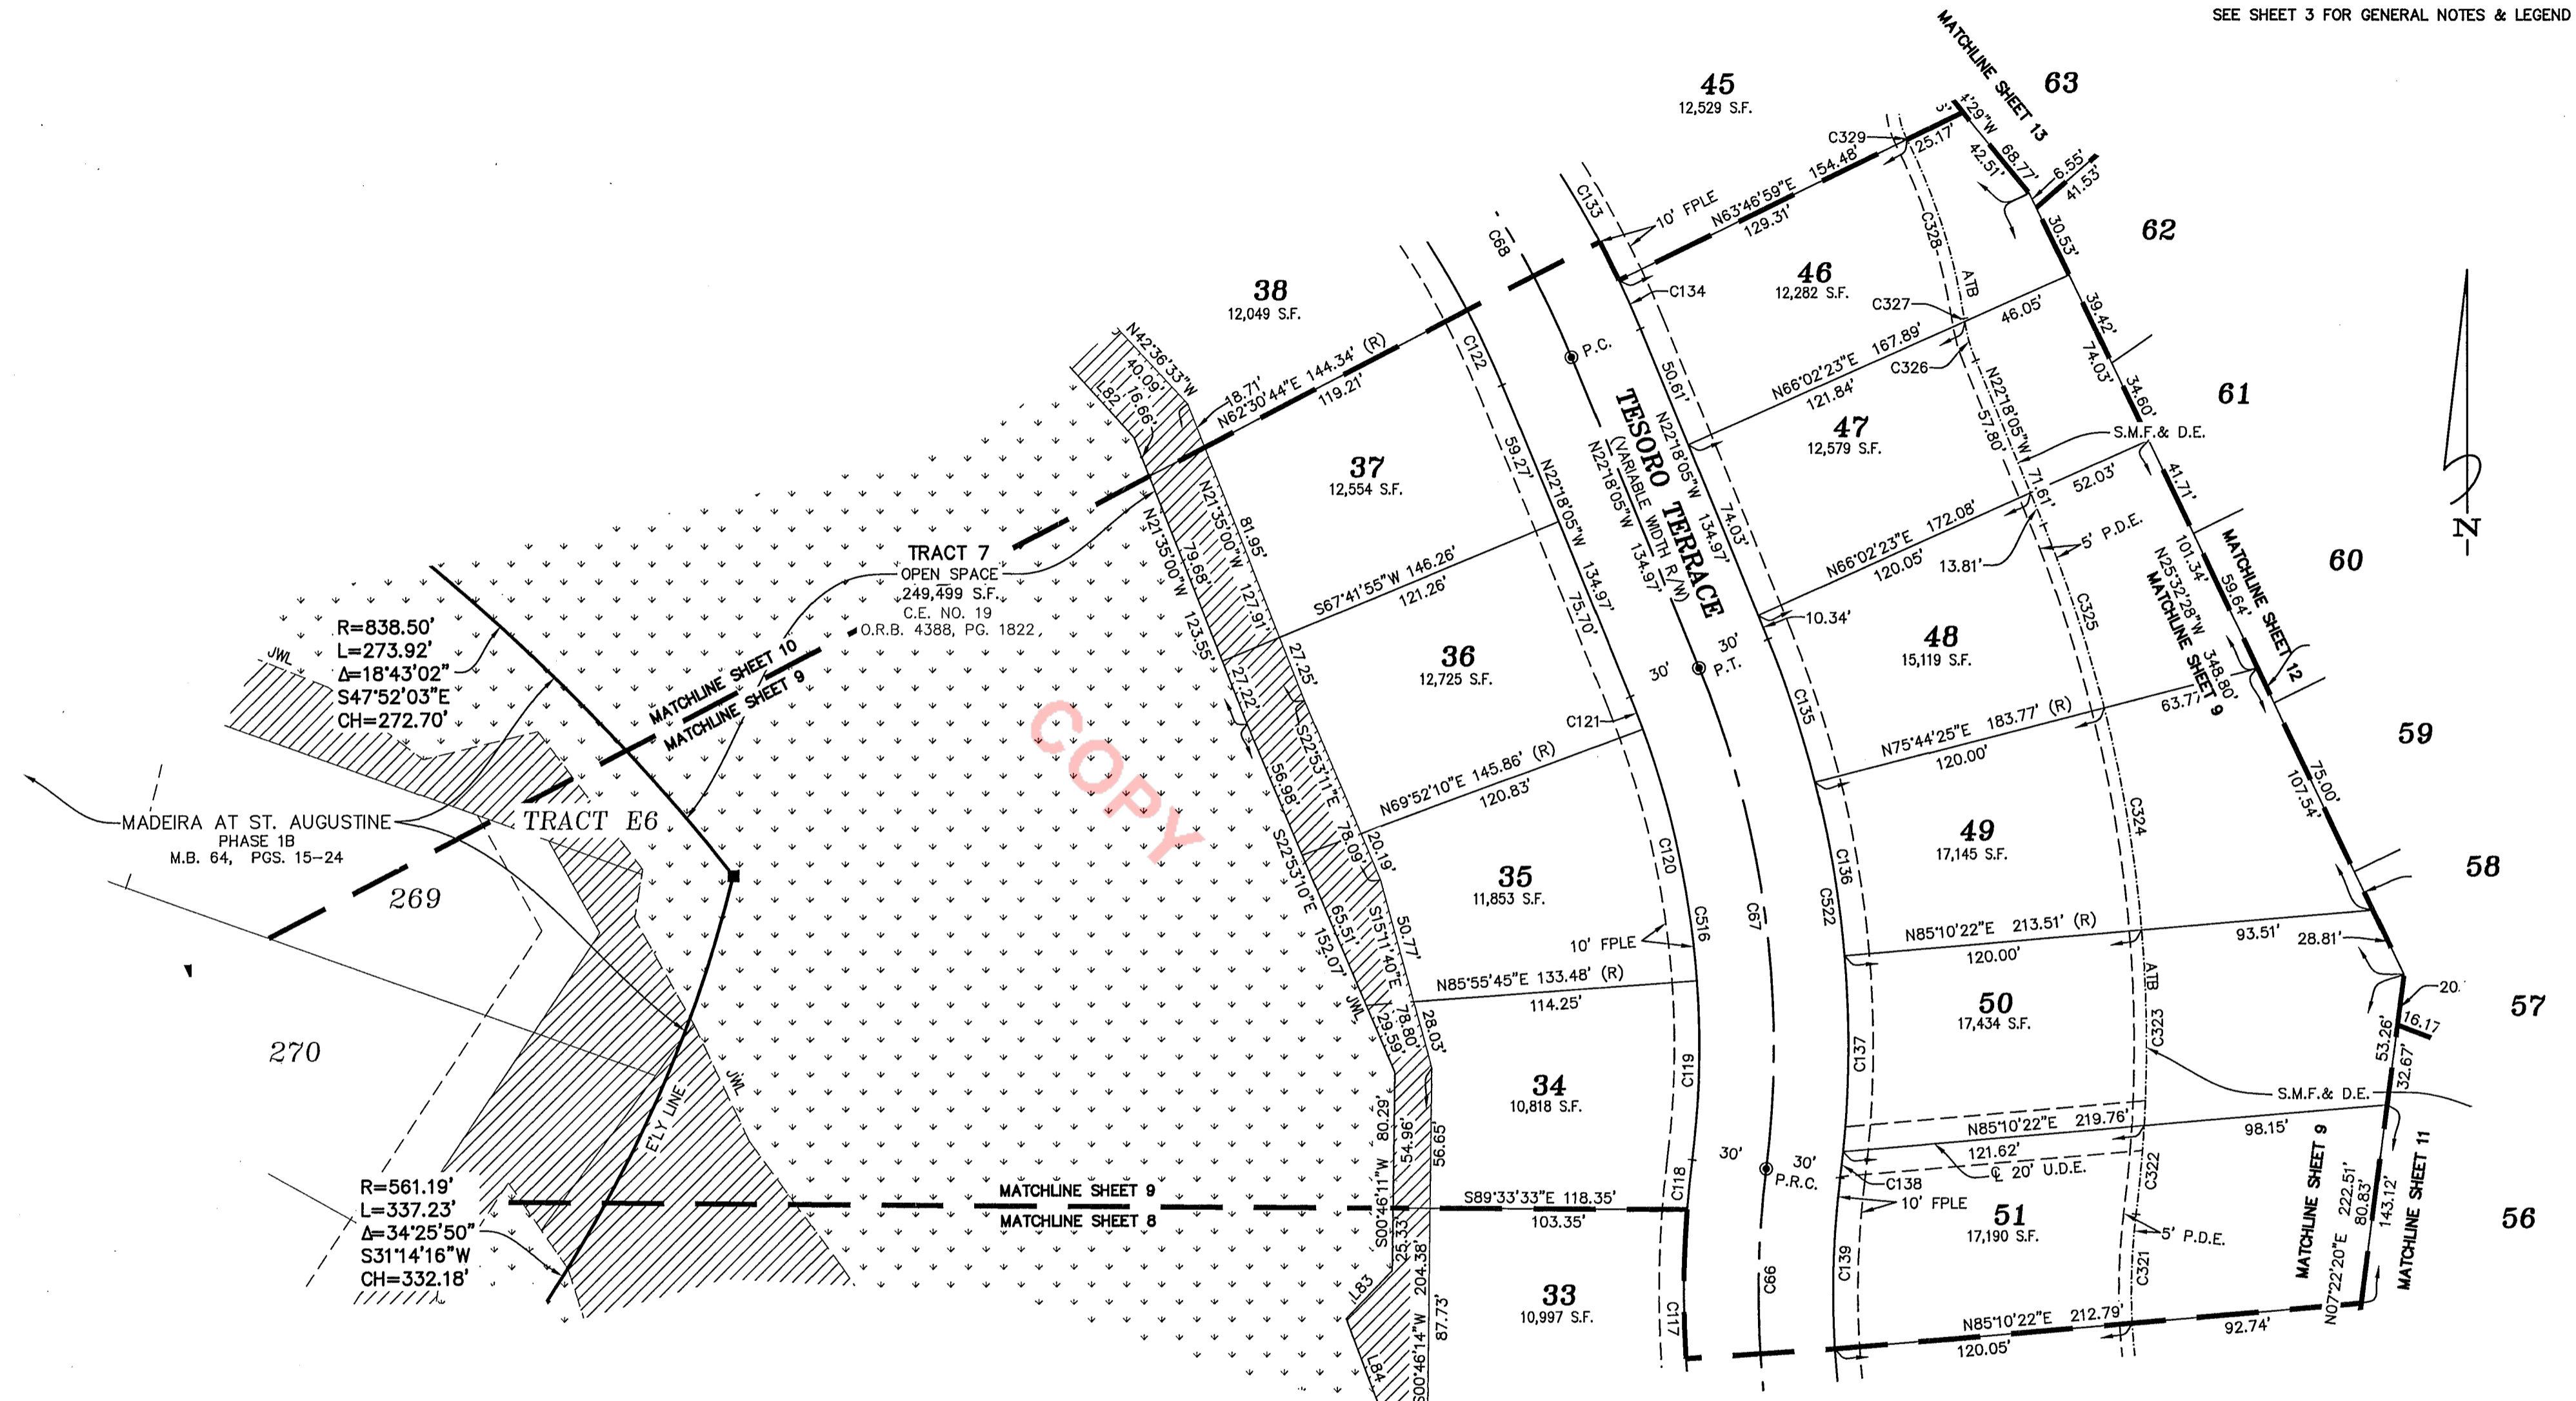 SEE SHEET 3 FOR GENERAL NOTES & LEGEND
MATCHLINE SHEET 13
63
45
12,529 S.F.
C329
25.17'
154.48'
N63°46'59"E
129.31'
10' FPLE
42.51'
68.77'
6.55'
41.53'
62
30.53'
C133
C68
C134
46
12,282 S.F.
C328
ATB
C327
46.05'
39.42'
74.03'
34.60'
61
38
12,049 S.F.
N42°36'33"W
40.09'
L82
16.66'
18.71'
N62°30'44"E 144.34' (R)
119.21'
C122
P.C.
50.61'
N66°02'23"E 167.89'
121.84'
C326
N22°18'05"W
57.80'
S.M.F.& D.E.
37
12,554 S.F.
59.27'
N22°18'05"W 134.97'
75.70'
TESORO TERRACE
(VARIABLE WIDTH R/W)
N22°18'05"W 134.97'
N22°18'05"W 134.97'
74.03'
47
12,579 S.F.
71.61'
52.03'
N66°02'23"E 172.08'
120.05'
13.81'
5' P.D.E.
41.71'
MATCHLINE SHEET 12
101.34'
59.64'
N25°32'28"W 348.80'
MATCHLINE SHEET 9
60
N21°35'00"W
81.95'
127.91'
N21°35'00"W
79.68'
123.55'
TRACT 7
OPEN SPACE
249,499 S.F.
C.E. NO. 19
O.R.B. 4388, PG. 1822
S67°41'55"W 146.26'
121.26'
10.34'
48
15,119 S.F.
C325
R=838.50'
L=273.92'
Δ=18°43'02"
S47°52'03"E
CH=272.70'
JWL
MATCHLINE SHEET 10
MATCHLINE SHEET 9
27.25'
27.22'
36
12,725 S.F.
30'
30'
P.T.
C121
C135
N75°44'25"E 183.77' (R)
120.00'
63.77'
59
S22°53'11"E
78.09'
56.98'
S22°53'10"E
N69°52'10"E 145.86' (R)
120.83'
20.19'
75.00'
107.54'
MADEIRA AT ST. AUGUSTINE
PHASE 1B
M.B. 64, PGS. 15-24
TRACT E6
269
COPY
35
11,853 S.F.
C120
C516
C67
C136
C522
49
17,145 S.F.
C324
58
65.51'
152.07'
S15°11'40"E
50.77'
78.80'
JWL
10' FPLE
N85°10'22"E 213.51' (R)
120.00'
93.51'
28.81'
N85°55'45"E 133.48' (R)
114.25'
ATB
20.
16.17
57
270
E'LY LINE
JWL
29.59'
28.03'
34
10,818 S.F.
C119
C137
50
17,434 S.F.
C323
53.26'
32.67'
S.M.F.& D.E.
S00°46'11"W 80.29'
54.96'
56.65'
C118
30'
30'
P.R.C.
N85°10'22"E 219.76'
121.62'
98.15'
℄ 20' U.D.E.
C138
10' FPLE
C322
R=561.19'
L=337.23'
Δ=34°25'50"
S31°14'16"W
CH=332.18'
MATCHLINE SHEET 9
MATCHLINE SHEET 8
S89°33'33"E 118.35'
103.35'
25.33'
L83
S00°46'14"W 204.38'
87.73'
L84
33
10,997 S.F.
C117
C66
C139
51
17,190 S.F.
5' P.D.E.
C321
N85°10'22"E 212.79'
120.05'
92.74'
MATCHLINE SHEET 9
N07°22'20"E 222.51'
80.83'
143.12'
MATCHLINE SHEET 11
56
N